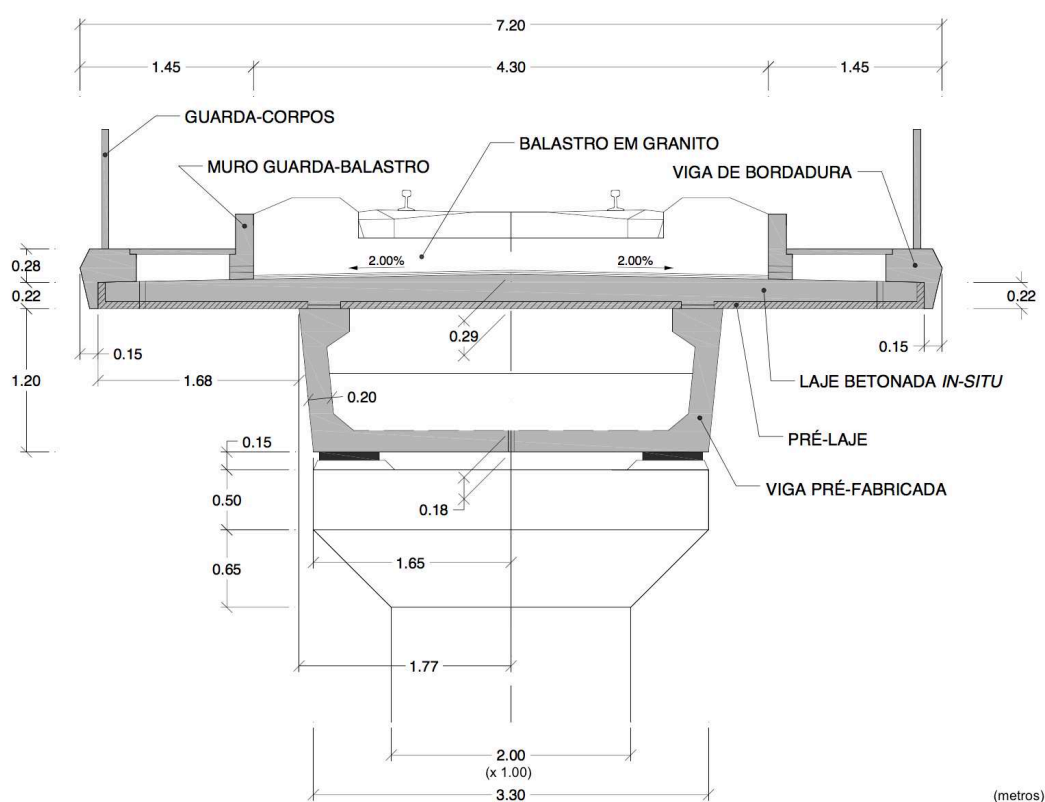 7.20
1.45
4.30
1.45
GUARDA-CORPOS
BALASTRO EM GRANITO
MURO GUARDA-BALASTRO
VIGA DE BORDADURA
2.00%
2.00%
0.28
0.22
0.22
0.29
0.15
0.15
1.20
1.68
LAJE BETONADA IN-SITU
0.20
PRÉ-LAJE
0.15
VIGA PRÉ-FABRICADA
0.50
0.18
1.65
0.65
1.77
2.00
(x 1.00)
3.30
(metros)